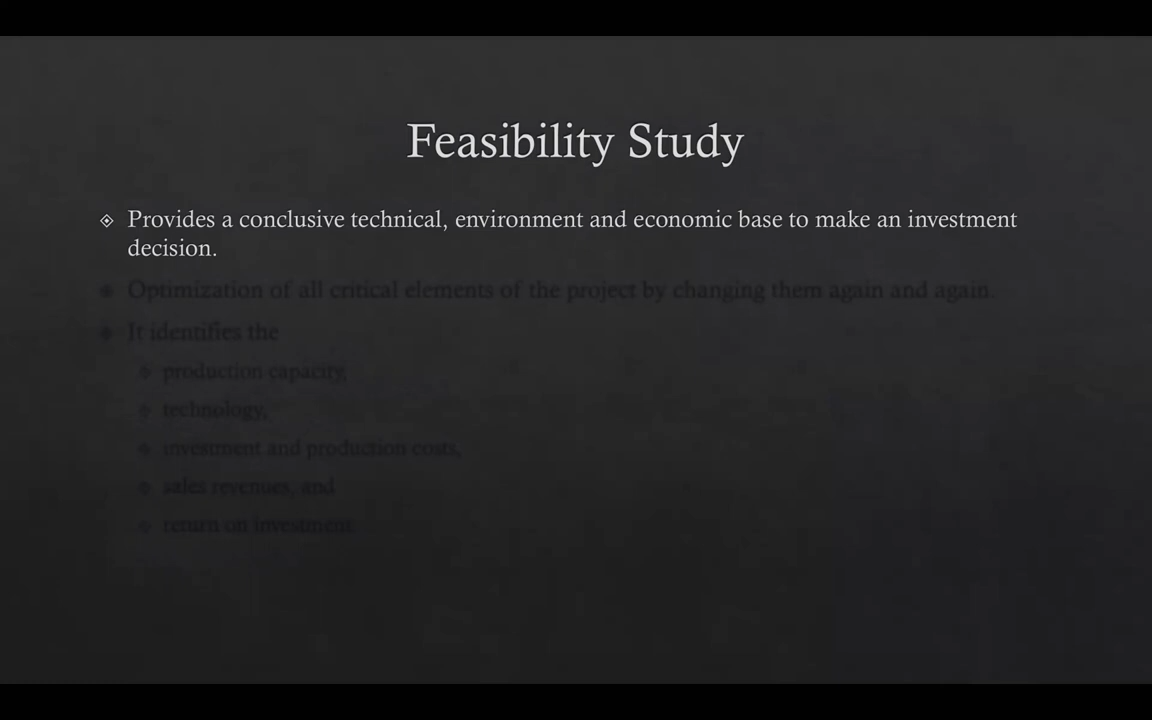 Feasibility Study
Provides a conclusive technical, environment and economic base to make an investment
decision.
Optimization of all critical elements of the project by changing them again and again.
It identifies the
production capacity,
technology,
investment and production costs,
sales revenues, and
return on investment.